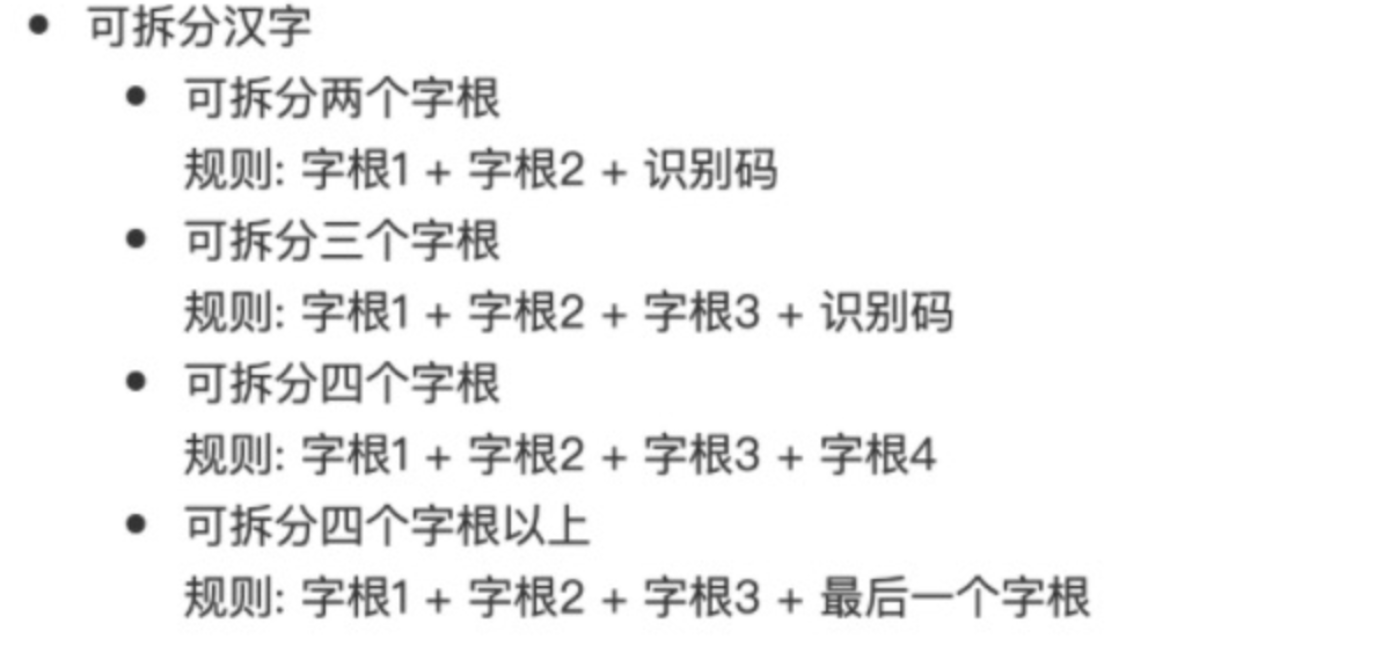 • 可拆分汉字
• 可拆分两个字根
规则: 字根1 + 字根2 + 识别码
• 可拆分三个字根
规则: 字根1 + 字根2 + 字根3 + 识别码
• 可拆分四个字根
规则: 字根1 + 字根2 + 字根3 + 字根4
• 可拆分四个字根以上
规则: 字根1 + 字根2 + 字根3 + 最后一个字根